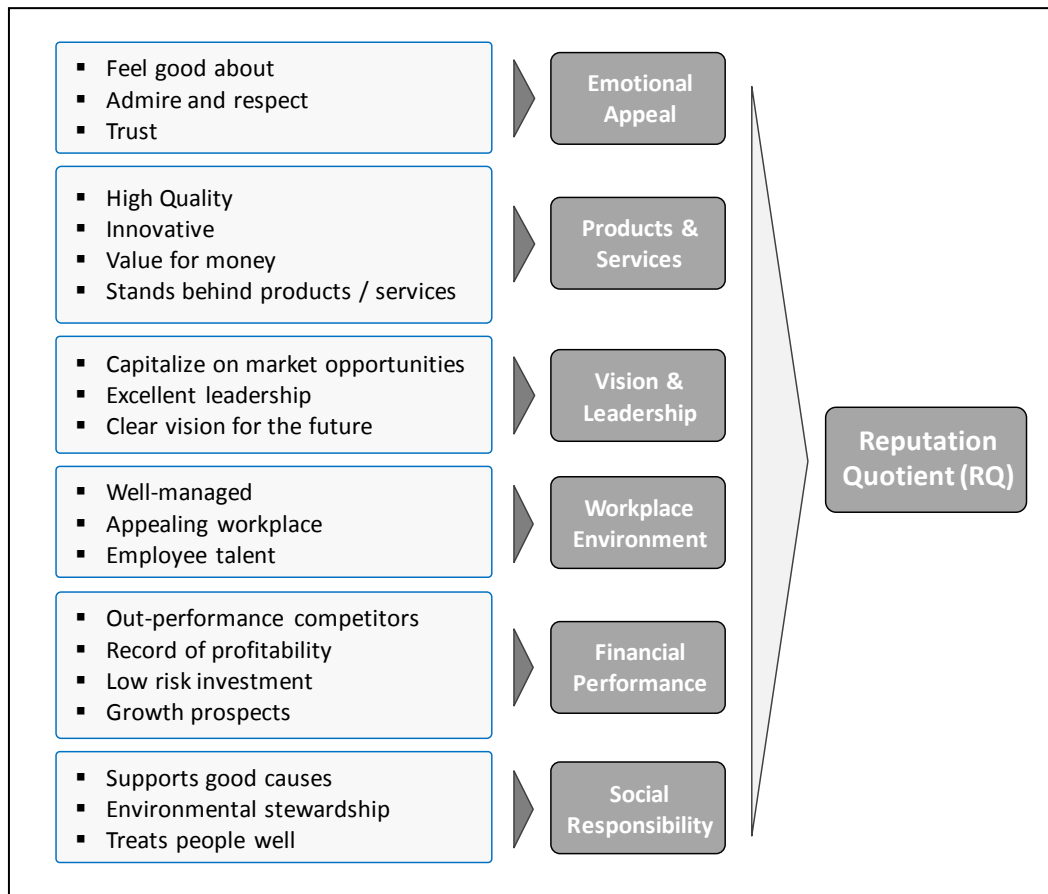 ▪ Feel good about
▪ Admire and respect
▪ Trust
Emotional
Appeal
▪ High Quality
▪ Innovative
▪ Value for money
▪ Stands behind products / services
Products &
Services
▪ Capitalize on market opportunities
▪ Excellent leadership
▪ Clear vision for the future
Vision &
Leadership
▪ Well-managed
▪ Appealing workplace
▪ Employee talent
Workplace
Environment
▪ Out-performance competitors
▪ Record of profitability
▪ Low risk investment
▪ Growth prospects
Financial
Performance
▪ Supports good causes
▪ Environmental stewardship
▪ Treats people well
Social
Responsibility
Reputation
Quotient (RQ)